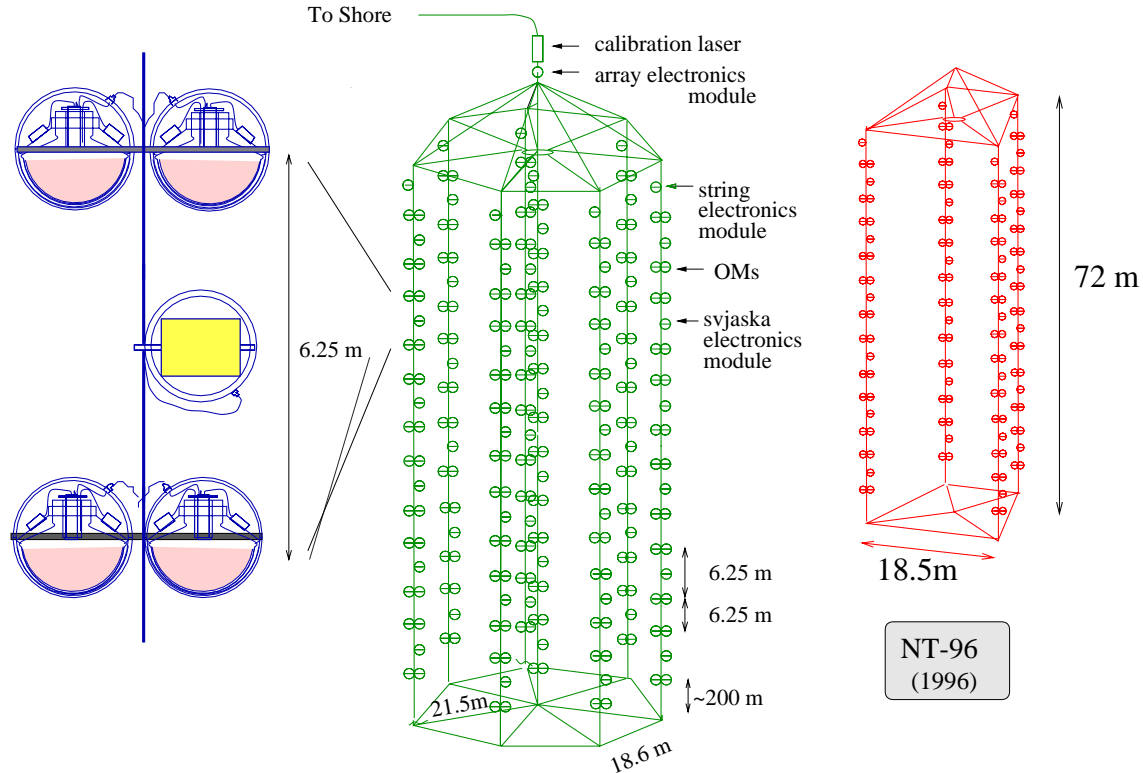 To Shore
calibration laser
array electronics
module
string
electronics
module
OMs
svjaska
electronics
module
6.25 m
6.25 m
6.25 m
~200 m
21.5m
18.6 m
72 m
18.5m
NT-96
(1996)